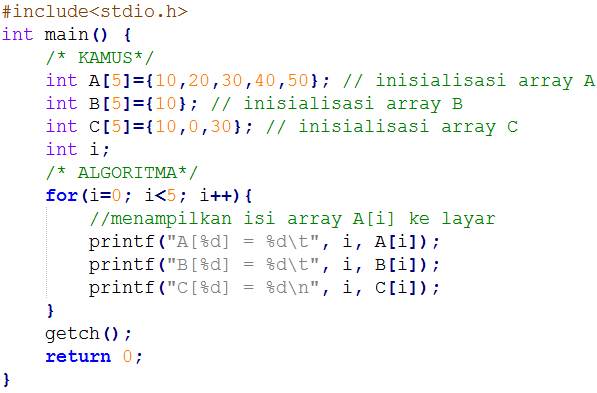 #include<stdio.h>
int main() {
    /* KAMUS*/
    int A[5]={10,20,30,40,50}; // inisialisasi array A
    int B[5]={10}; // inisialisasi array B
    int C[5]={10,0,30}; // inisialisasi array C
    int i;
    /* ALGORITMA*/
    for(i=0; i<5; i++){
        //menampilkan isi array A[i] ke layar
        printf("A[%d] = %d\t", i, A[i]);
        printf("B[%d] = %d\t", i, B[i]);
        printf("C[%d] = %d\n", i, C[i]);
    }
    getch();
    return 0;
}